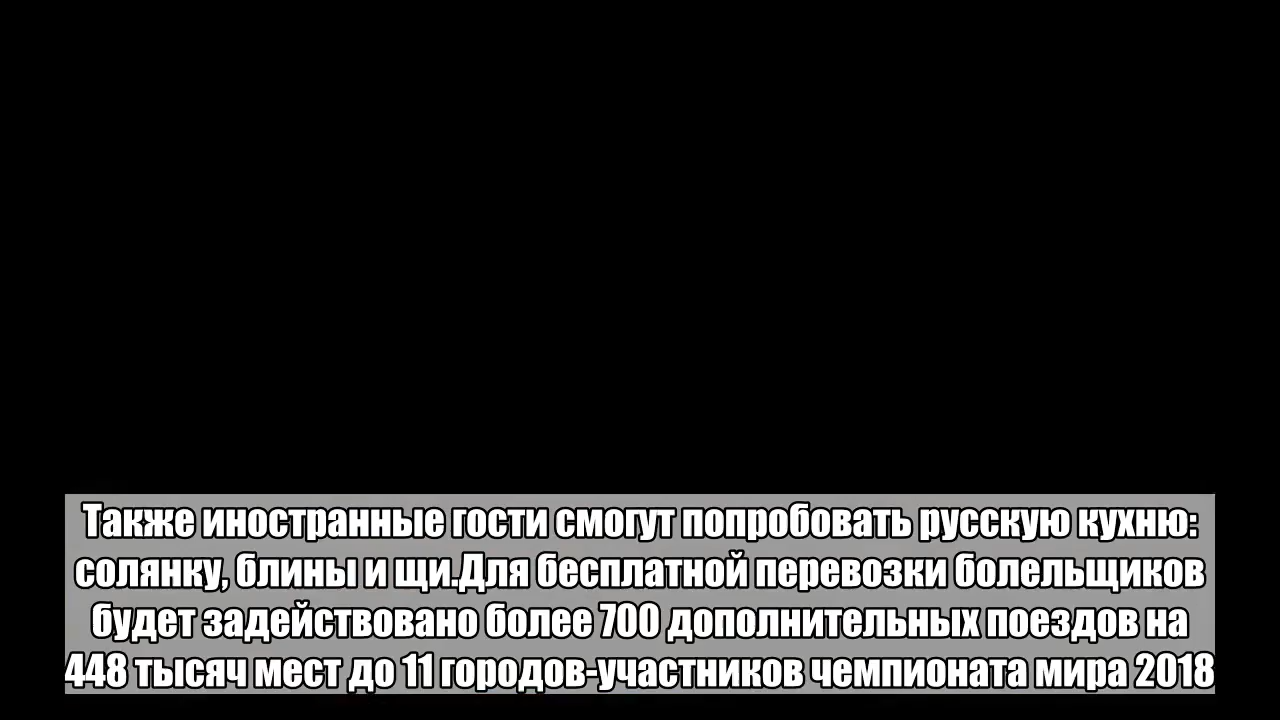 Также иностранные гости смогут попробовать русскую кухню:
солянку, блины и щи.Для бесплатной перевозки болельщиков
будет задействовано более 700 дополнительных поездов на
448 тысяч мест до 11 городов-участников чемпионата мира 2018